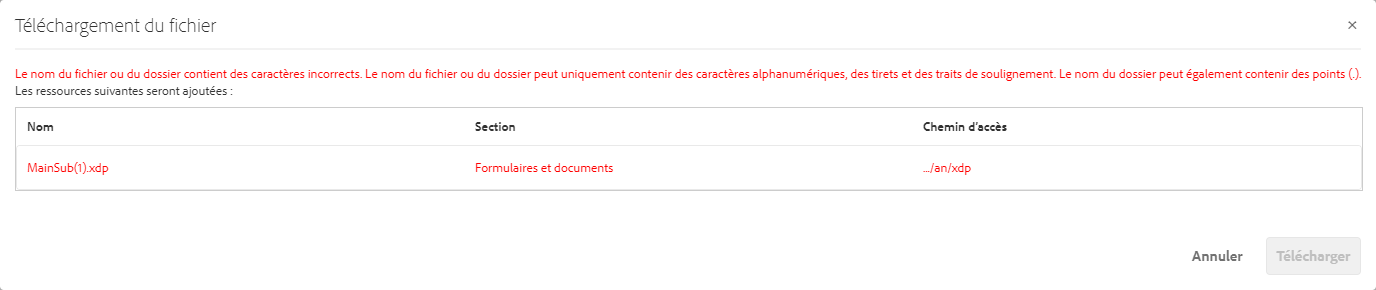 Téléchargement du fichier
×
Le nom du fichier ou du dossier contient des caractères incorrects. Le nom du fichier ou du dossier peut uniquement contenir des caractères alphanumériques, des tirets et des traits de soulignement. Le nom du dossier peut également contenir des points (.).
Les ressources suivantes seront ajoutées :
Nom Section Chemin d'accès
MainSub(1).xdp Formulaires et documents .../an/xdp
Annuler Télécharger